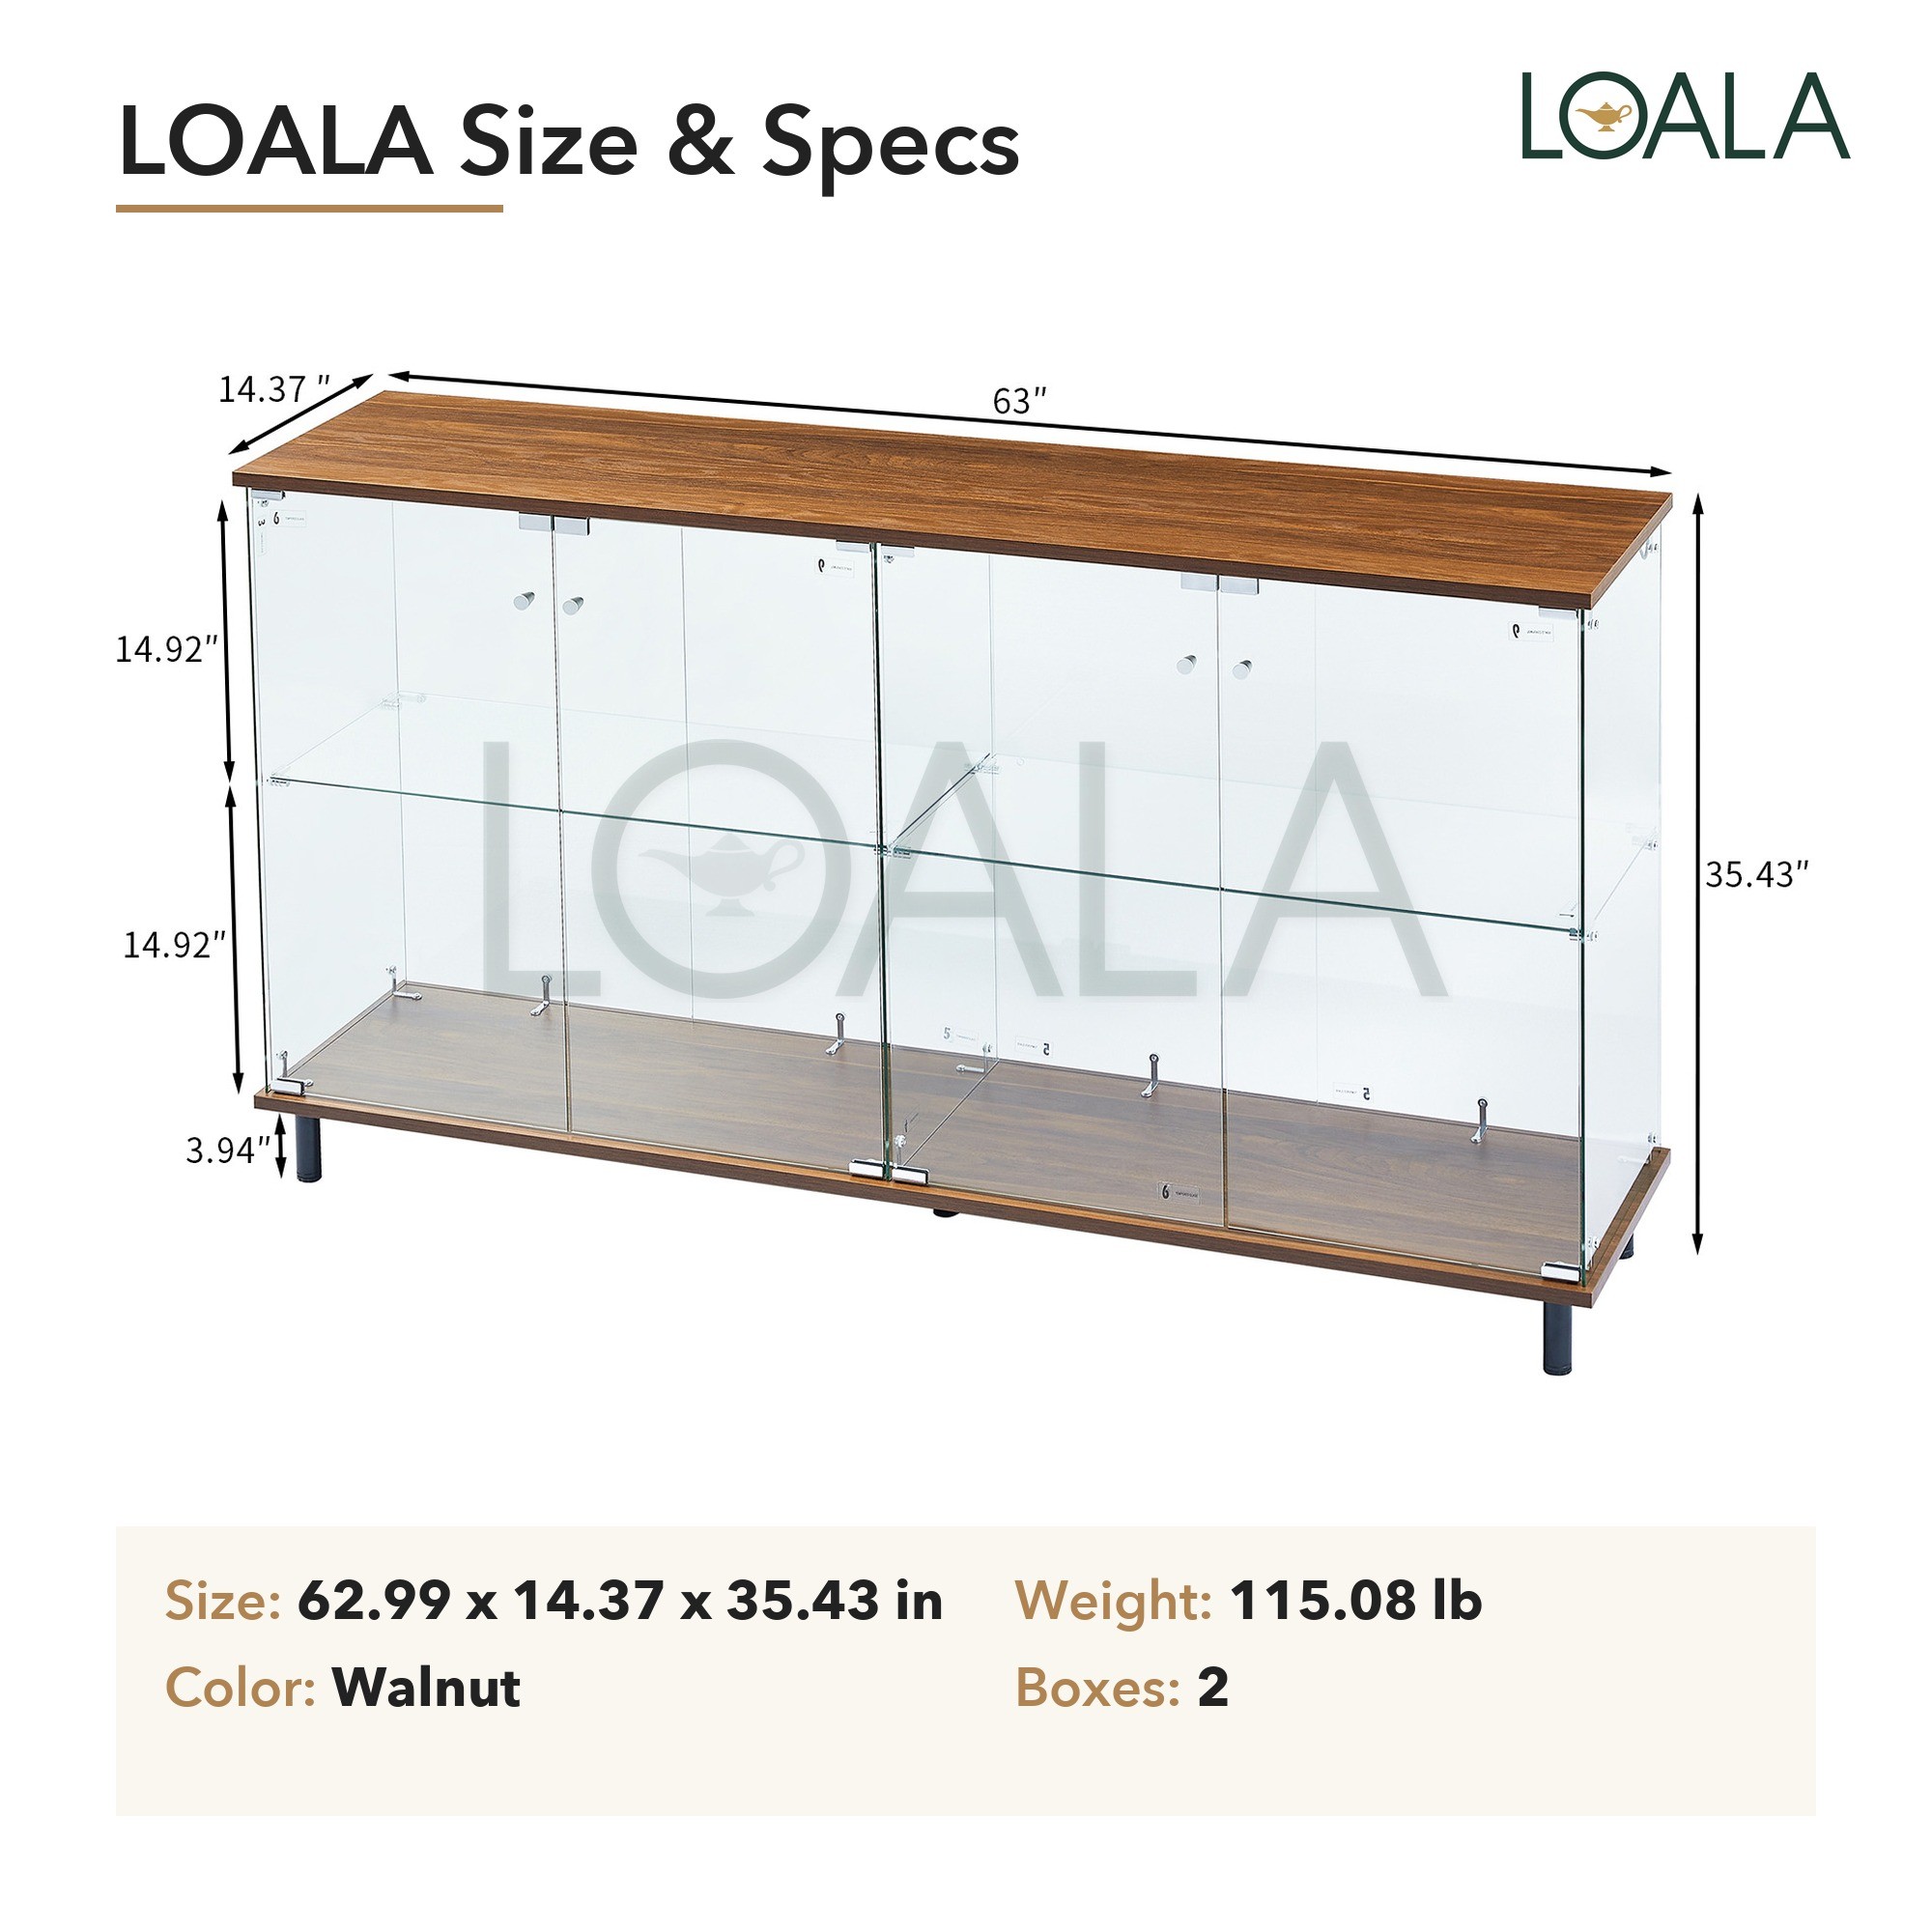 LOALA Size & Specs
LOALA
14.37 "
63"
14.92"
14.92"
3.94"
35.43"
LOALA
Size: 62.99 x 14.37 x 35.43 in
Weight: 115.08 lb
Color: Walnut
Boxes: 2